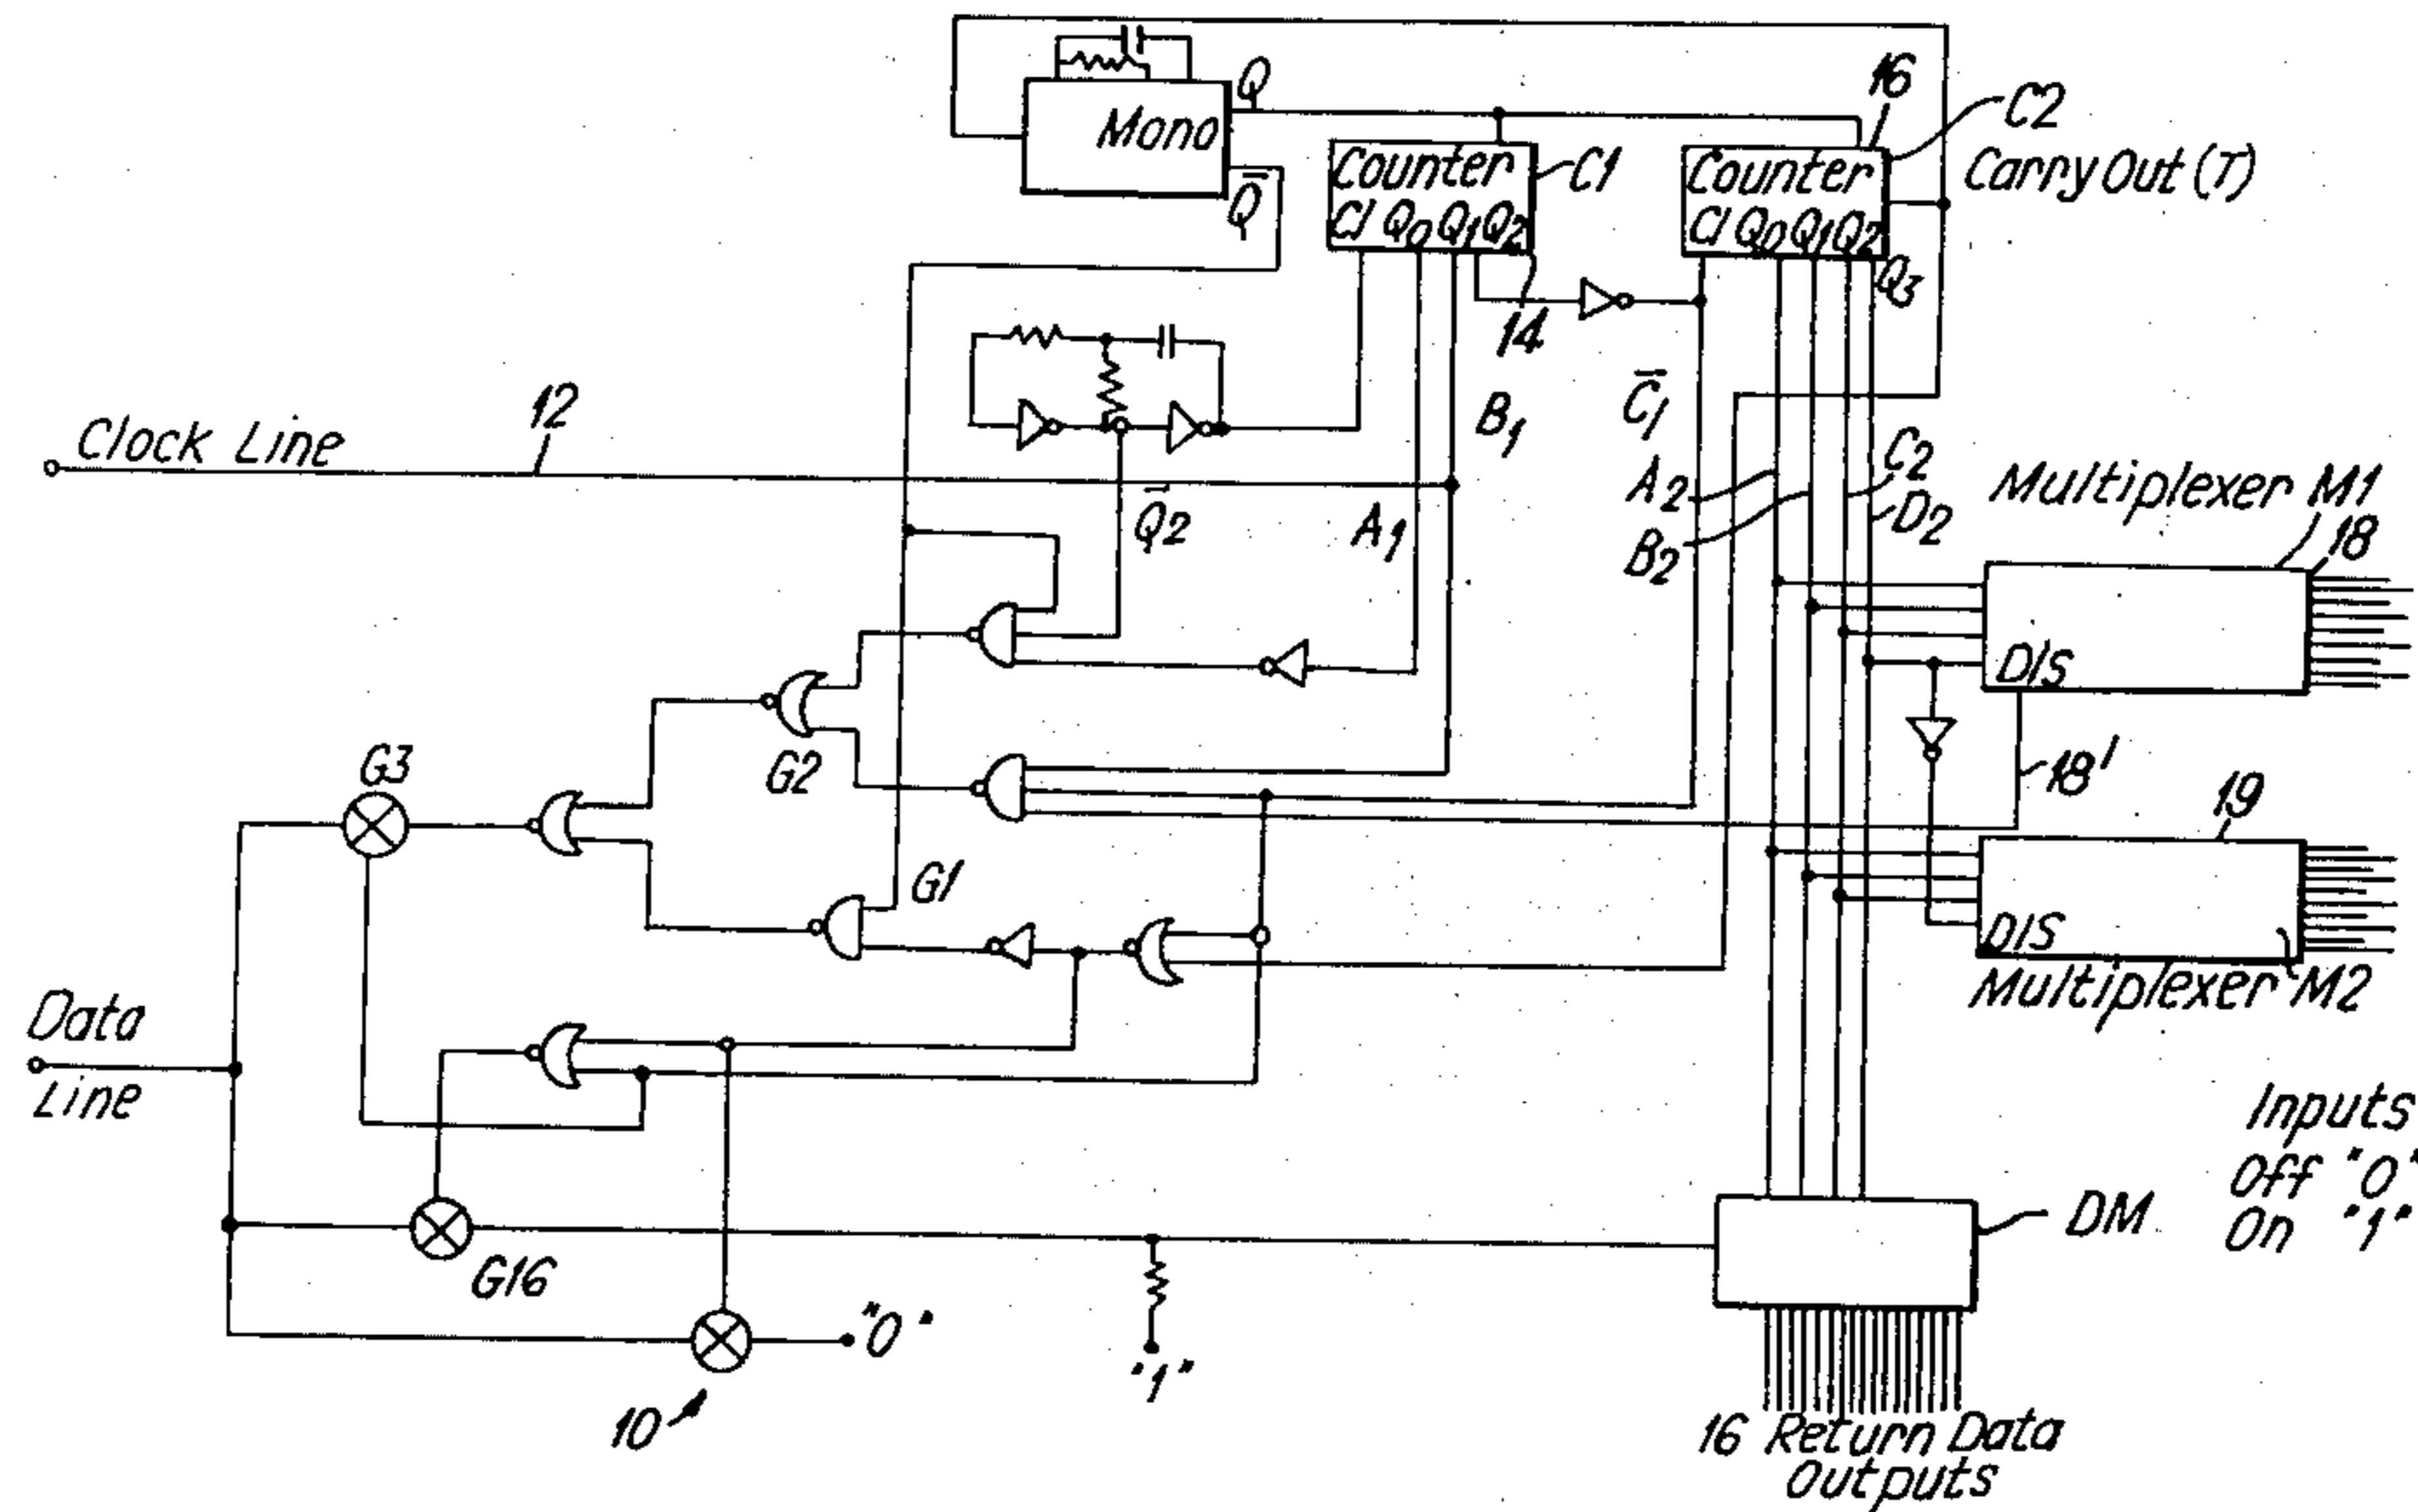 Mono
Q
Q̄
Counter
Cl Q0 Q1 Q2
C1
14
16
Counter
Cl Q0 Q1 Q2
Q3
C2
Carry Out (T)
Clock Line
12
Q̄2
A1
B1
C̄1
A2
B2
C2
D2
Multiplexer M1
18
D/S
18'
19
D/S
Multiplexer M2
G3
G2
G1
Data
Line
G16
10
"0"
"1"
DM
Inputs
Off "0"
On "1"
16 Return Data
Outputs